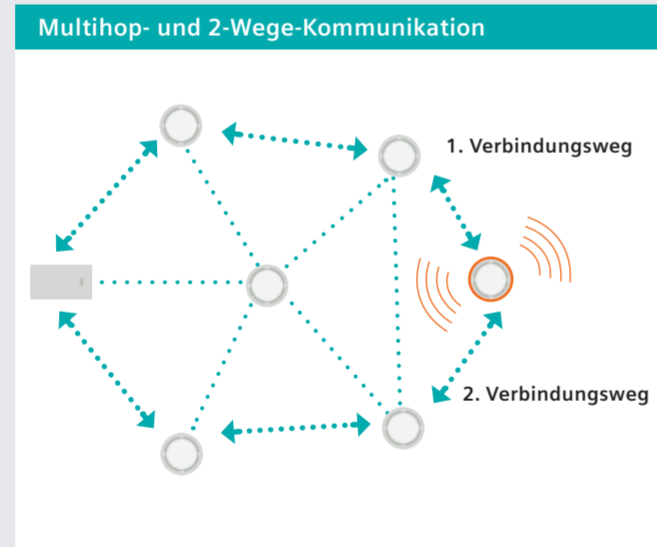 Multihop- und 2-Wege-Kommunikation
1. Verbindungsweg
2. Verbindungsweg